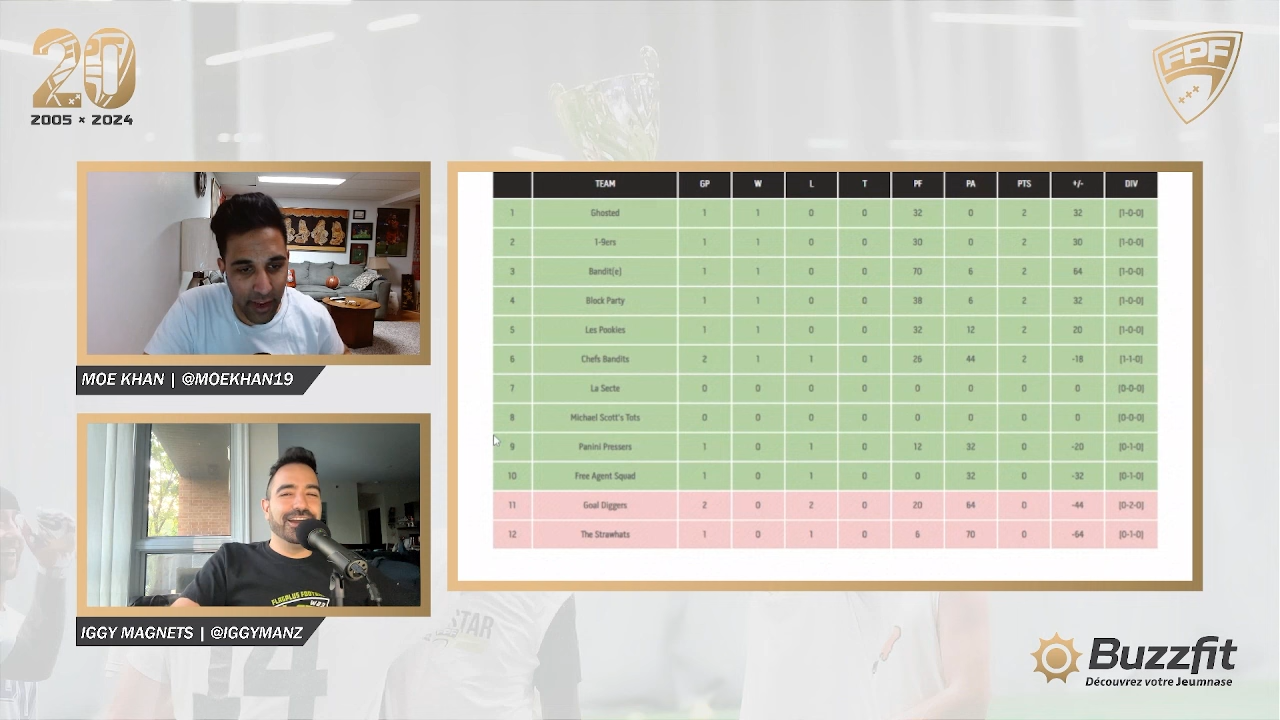 20
2005 × 2024
FPF
TEAM GP W L T PF PA PTS +/- DIV
1 Ghosted 1 1 0 0 32 0 2 32 [1-0-0]
2 1-9ers 1 1 0 0 30 0 2 30 [1-0-0]
3 Bandit[e] 1 1 0 0 70 6 2 64 [1-0-0]
4 Block Party 1 1 0 0 38 6 2 32 [1-0-0]
5 Les Pookies 1 1 0 0 32 12 2 20 [1-0-0]
6 Chefs Bandits 2 1 1 0 26 44 2 -18 [1-1-0]
7 La Secte 0 0 0 0 0 0 0 0 [0-0-0]
8 Michael Scott's Tots 0 0 0 0 0 0 0 0 [0-0-0]
9 Panini Pressers 1 0 1 0 12 32 0 -20 [0-1-0]
10 Free Agent Squad 1 0 1 0 0 32 0 -32 [0-1-0]
11 Goal Diggers 2 0 2 0 20 64 0 -44 [0-2-0]
12 The Strawhats 1 0 1 0 6 70 0 -64 [0-1-0]
MOE KHAN | @MOEKHAN19
FLAGPLUS FOOTBALL
IGGY MAGNETS | @IGGYMANZ
STAR
14
Buzzfit
Découvrez votre Jeumnase